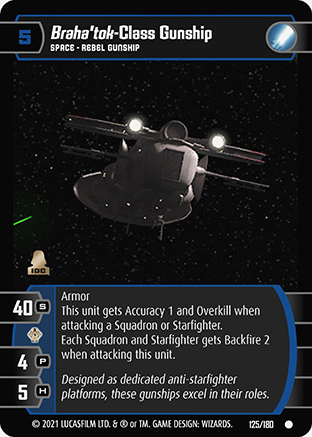 5
Braha'tok-Class Gunship
SPACE • REBEL GUNSHIP
IDC
40 S
Armor
This unit gets Accuracy 1 and Overkill when
attacking a Squadron or Starfighter.
Each Squadron and Starfighter gets Backfire 2
4 P
when attacking this unit.
5 H
Designed as dedicated anti-starfighter
platforms, these gunships excel in their roles.
© 2021 LUCASFILM LTD. & ® or TM. GAME DESIGN: WIZARDS.
125/180